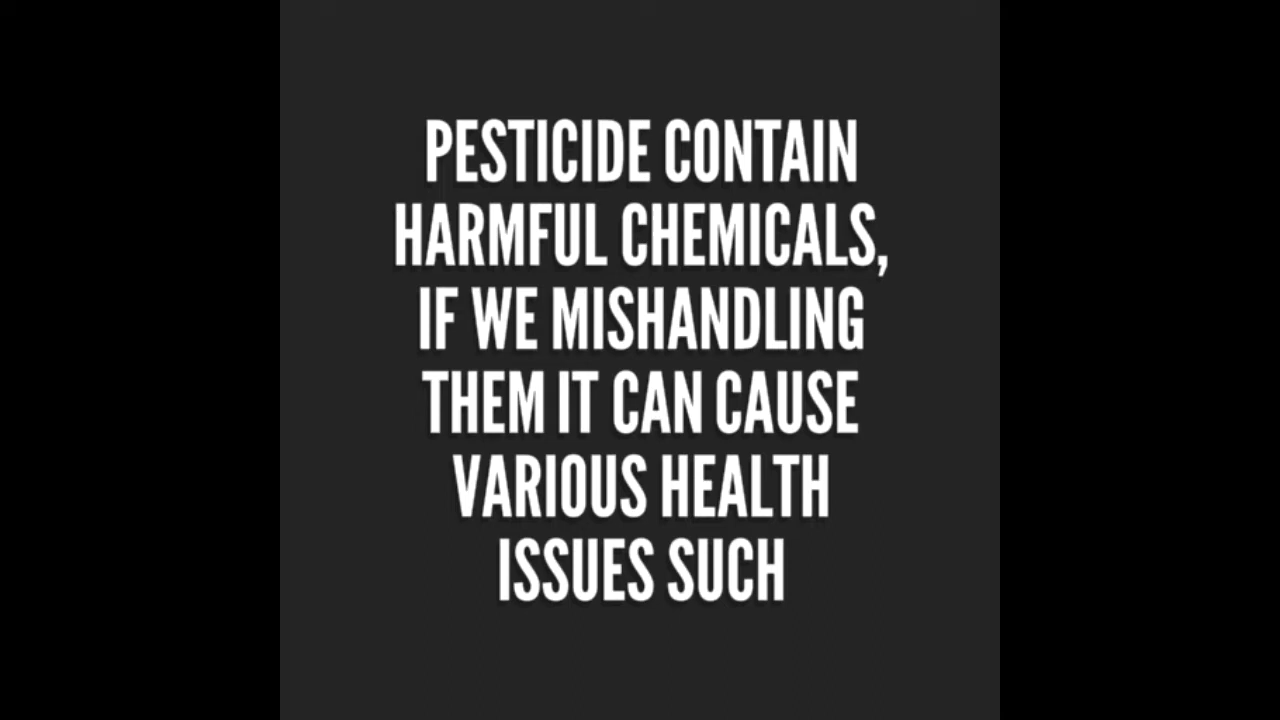 PESTICIDE CONTAIN
HARMFUL CHEMICALS,
IF WE MISHANDLING
THEM IT CAN CAUSE
VARIOUS HEALTH
ISSUES SUCH